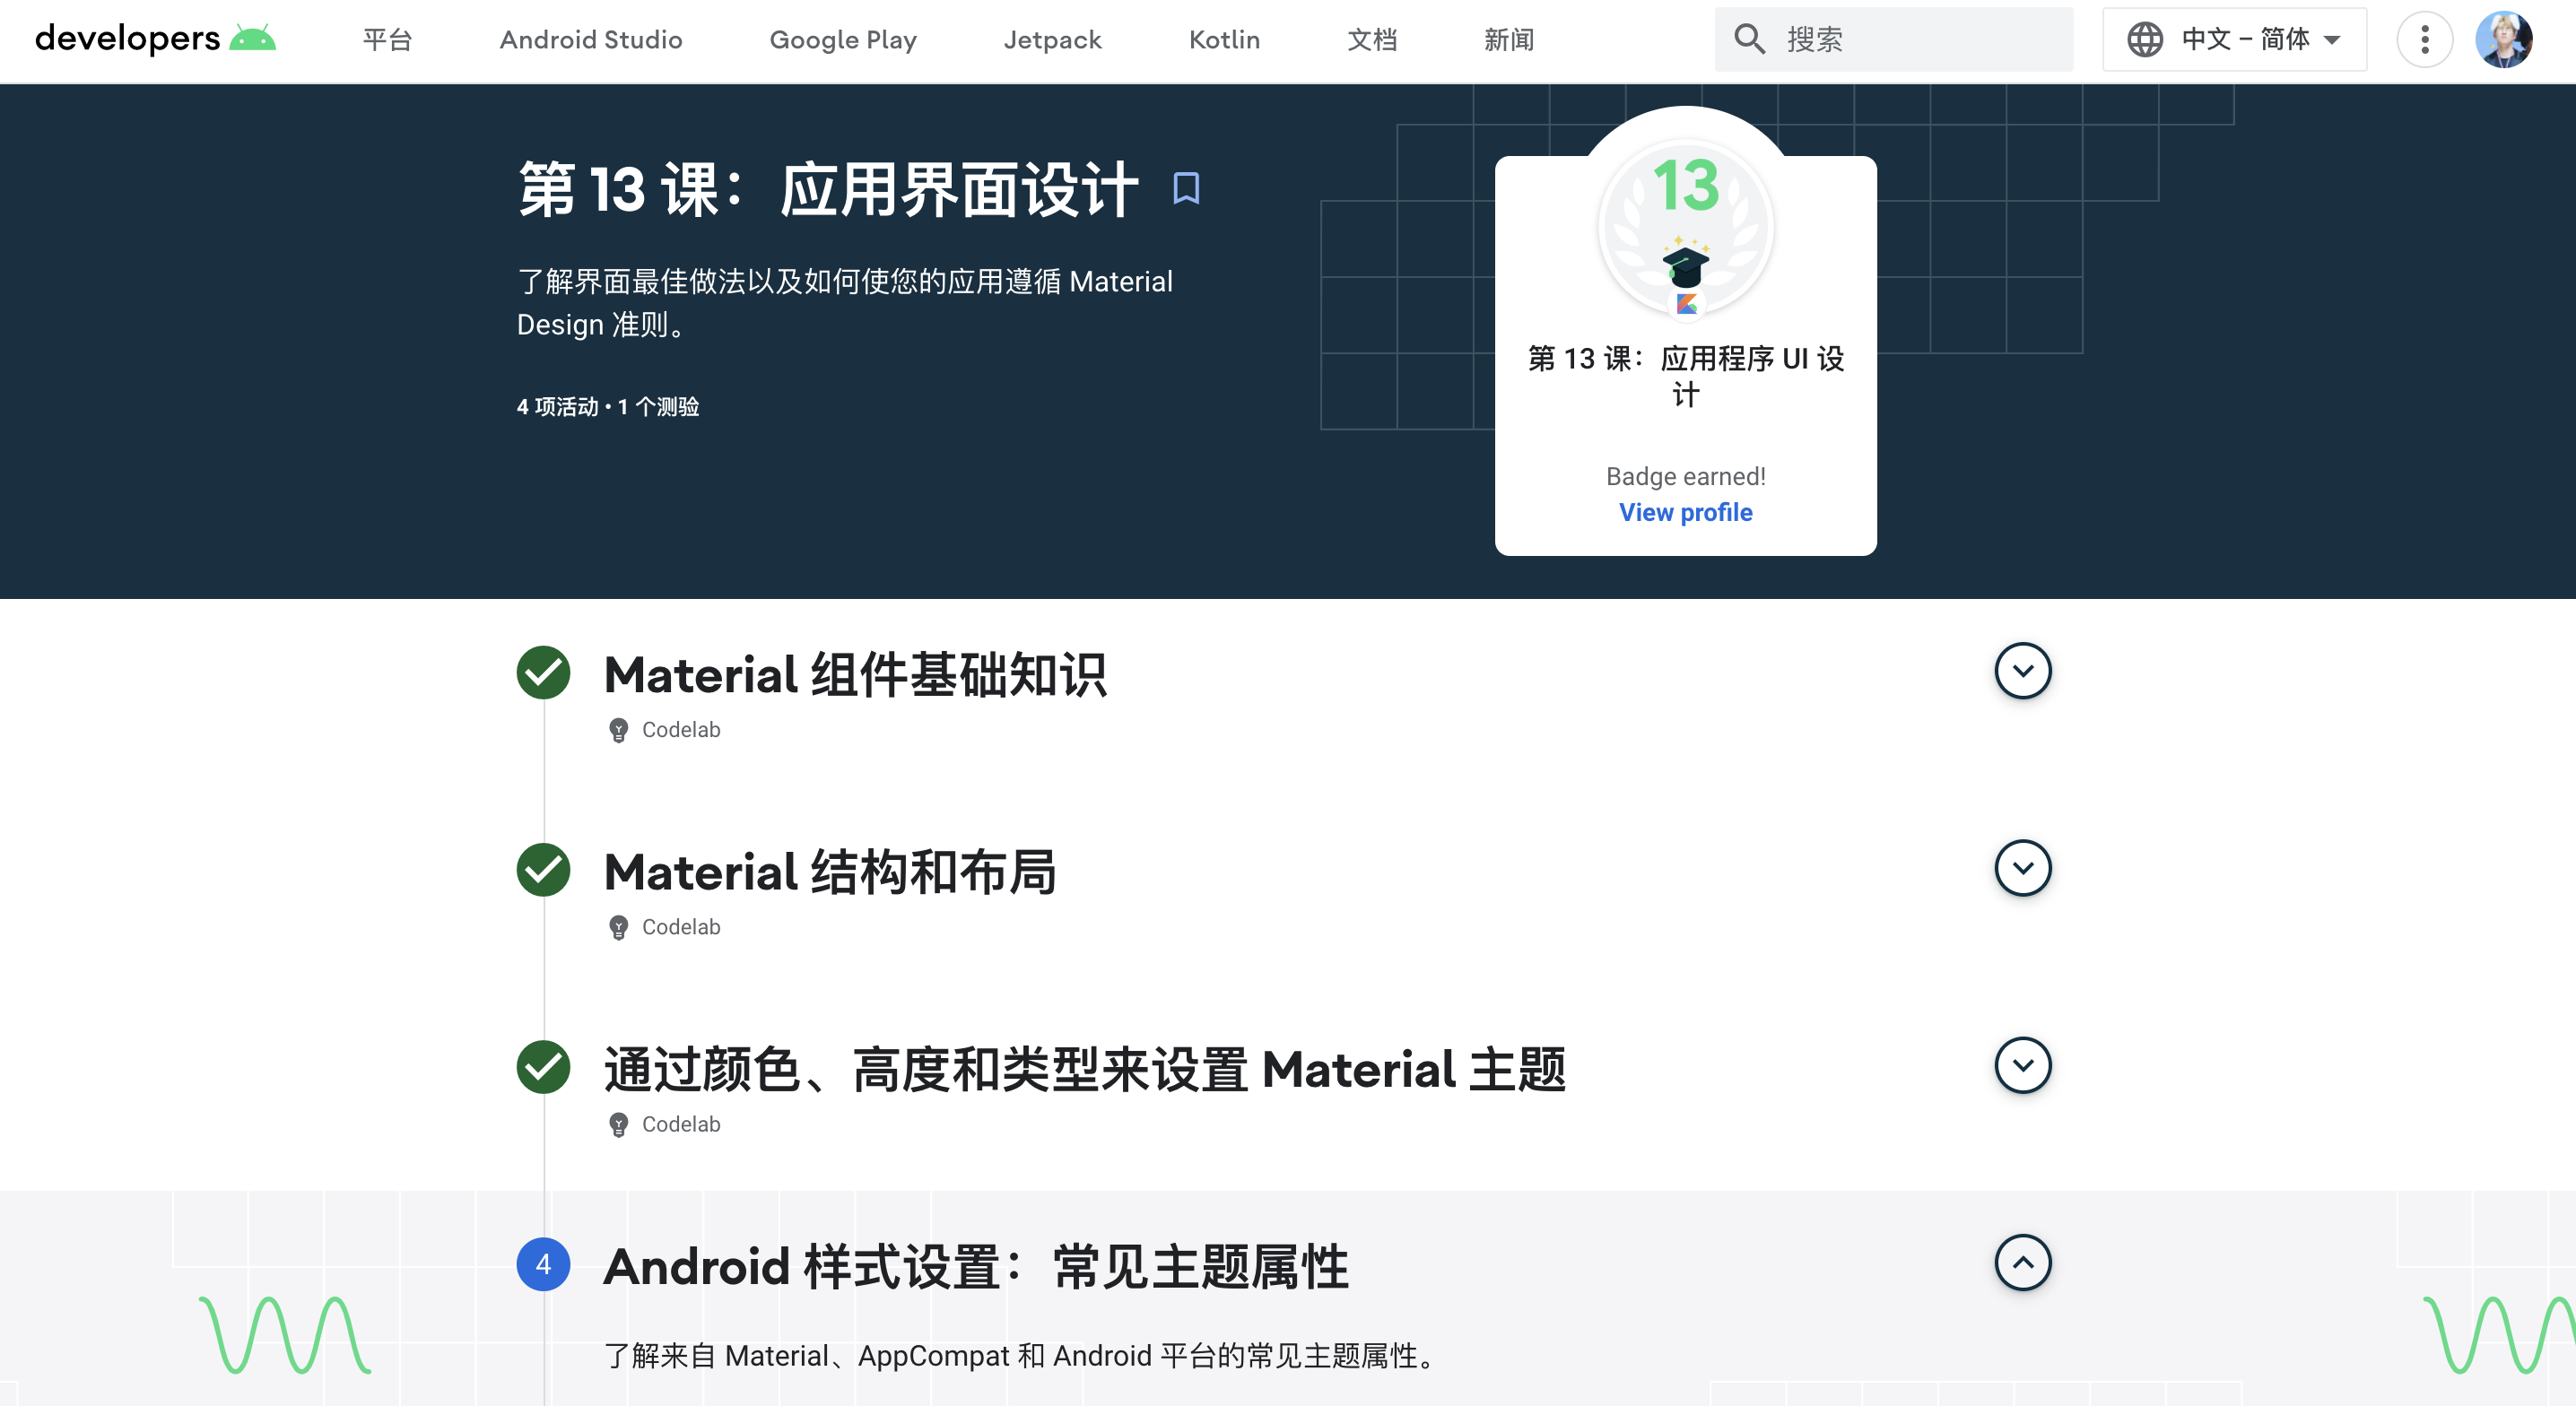 developers
平台
Android Studio
Google Play
Jetpack
Kotlin
文档
新闻
搜索
中文 – 简体
第 13 课：应用界面设计
了解界面最佳做法以及如何使您的应用遵循 Material
Design 准则。
4 项活动 • 1 个测验
13
第 13 课：应用程序 UI 设
计
Badge earned!
View profile
Material 组件基础知识
Codelab
Material 结构和布局
Codelab
通过颜色、高度和类型来设置 Material 主题
Codelab
4
Android 样式设置：常见主题属性
了解来自 Material、AppCompat 和 Android 平台的常见主题属性。